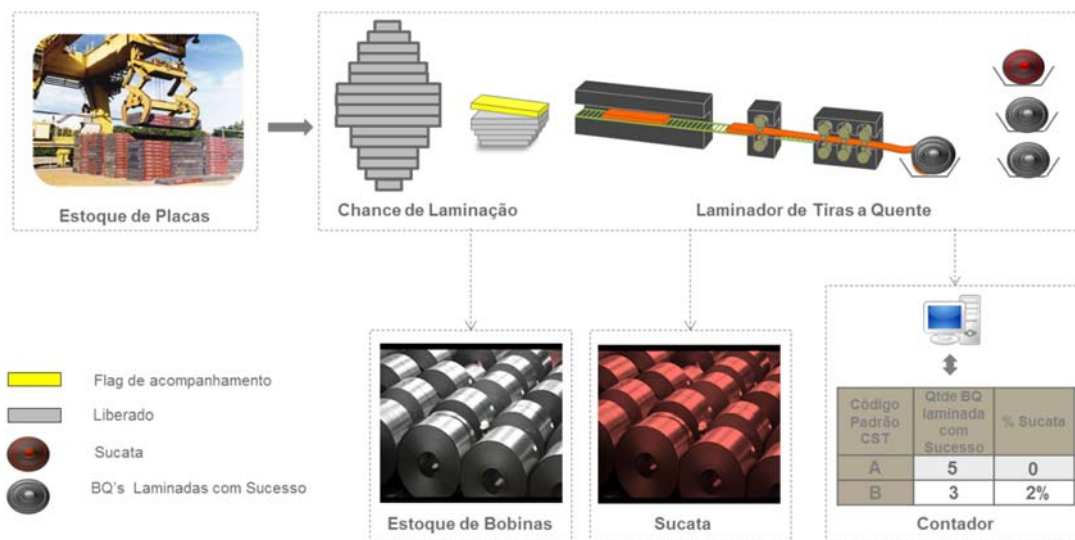 Estoque de Placas
Chance de Laminação
Laminador de Tiras a Quente
Flag de acompanhamento
Liberado
Sucata
BQ's Laminadas com Sucesso
Estoque de Bobinas
Sucata
Código
Padrão
CST
Qtde BQ
laminada
com
Sucesso
% Sucata
A
5
0
B
3
2%
Contador